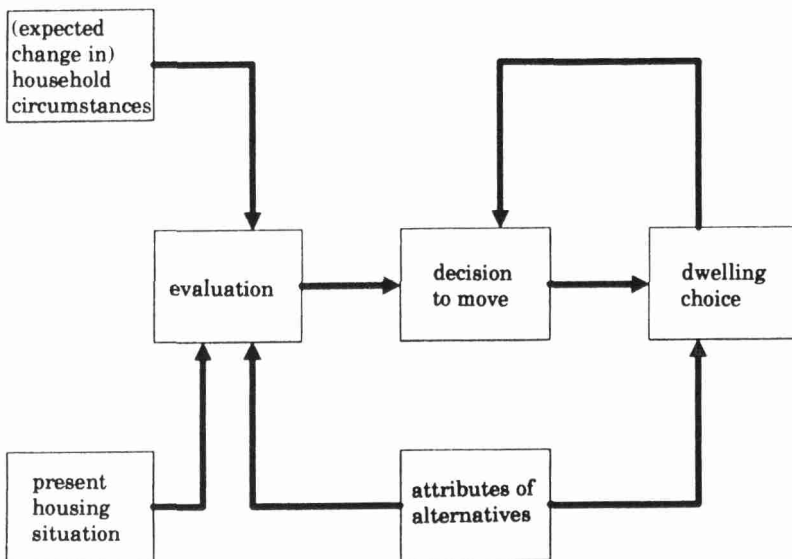 (expected
change in)
household
circumstances
evaluation
decision
to move
dwelling
choice
present
housing
situation
attributes of
alternatives